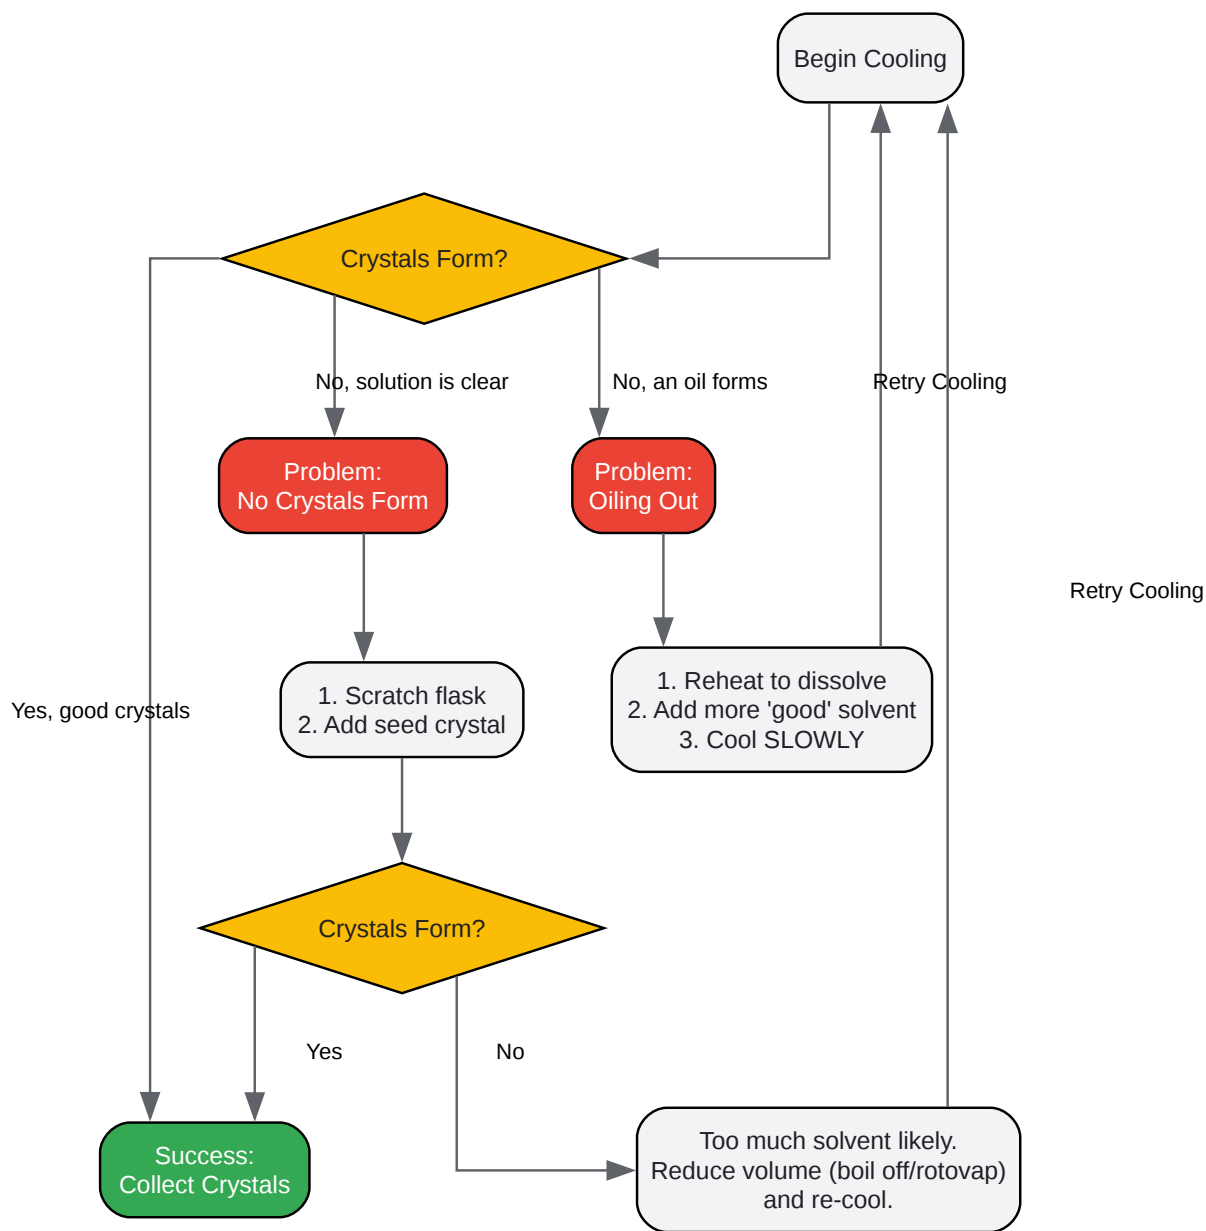 Begin Cooling
Crystals Form?
No, solution is clear
No, an oil forms
Retry Cooling
Problem:
No Crystals Form
Problem:
Oiling Out
Retry Cooling
1. Scratch flask
2. Add seed crystal
1. Reheat to dissolve
2. Add more 'good' solvent
3. Cool SLOWLY
Yes, good crystals
Crystals Form?
Yes
No
Success:
Collect Crystals
Too much solvent likely.
Reduce volume (boil off/rotovap)
and re-cool.